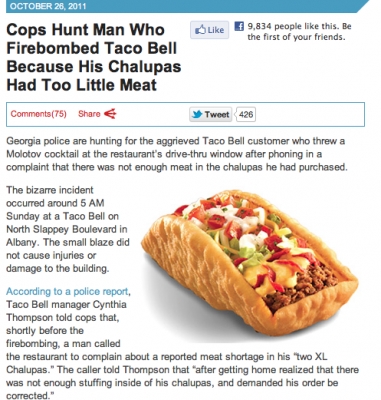 OCTOBER 26, 2011
Cops Hunt Man Who
Firebombed Taco Bell
Because His Chalupas
Had Too Little Meat
Like
9,834 people like this. Be
the first of your friends.
Comments(75) Share Tweet 426
Georgia police are hunting for the aggrieved Taco Bell customer who threw a
Molotov cocktail at the restaurant's drive-thru window after phoning in a
complaint that there was not enough meat in the chalupas he had purchased.
The bizarre incident
occurred around 5 AM
Sunday at a Taco Bell on
North Slappey Boulevard in
Albany. The small blaze did
not cause injuries or
damage to the building.
According to a police report,
Taco Bell manager Cynthia
Thompson told cops that,
shortly before the
firebombing, a man called
the restaurant to complain about a reported meat shortage in his “two XL
Chalupas.” The caller told Thompson that “after getting home realized that there
was not enough stuffing inside of his chalupas, and demanded his order be
corrected.”